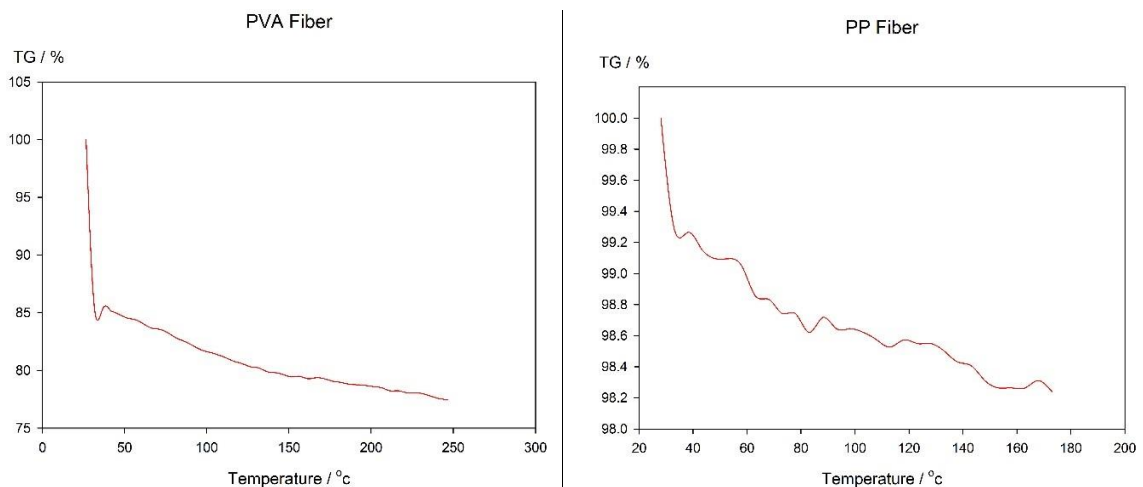 PVA Fiber
TG / %
105
100
95
90
85
80
75
0 50 100 150 200 250 300
Temperature / °c
PP Fiber
TG / %
100.0
99.8
99.6
99.4
99.2
99.0
98.8
98.6
98.4
98.2
98.0
20 40 60 80 100 120 140 160 180 200
Temperature / °c